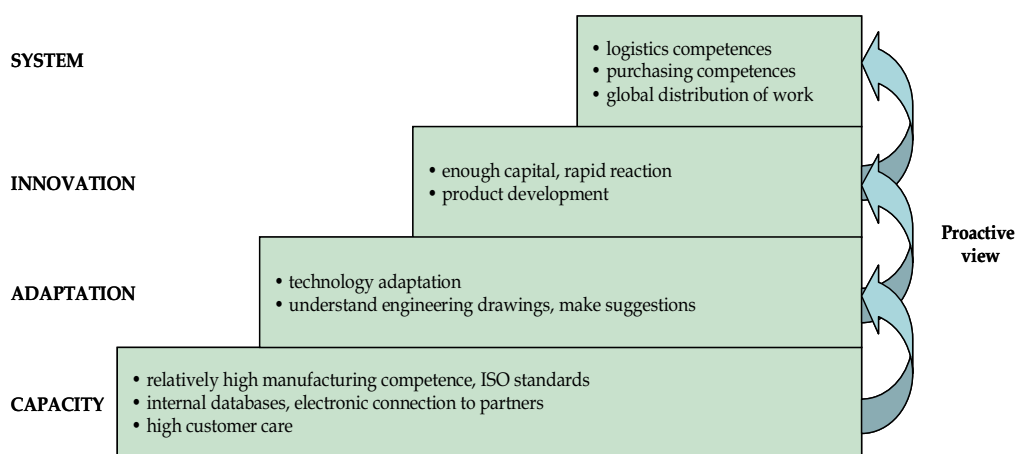 SYSTEM
• logistics competences
• purchasing competences
• global distribution of work
INNOVATION
• enough capital, rapid reaction
• product development
Proactive
view
ADAPTATION
• technology adaptation
• understand engineering drawings, make suggestions
CAPACITY
• relatively high manufacturing competence, ISO standards
• internal databases, electronic connection to partners
• high customer care